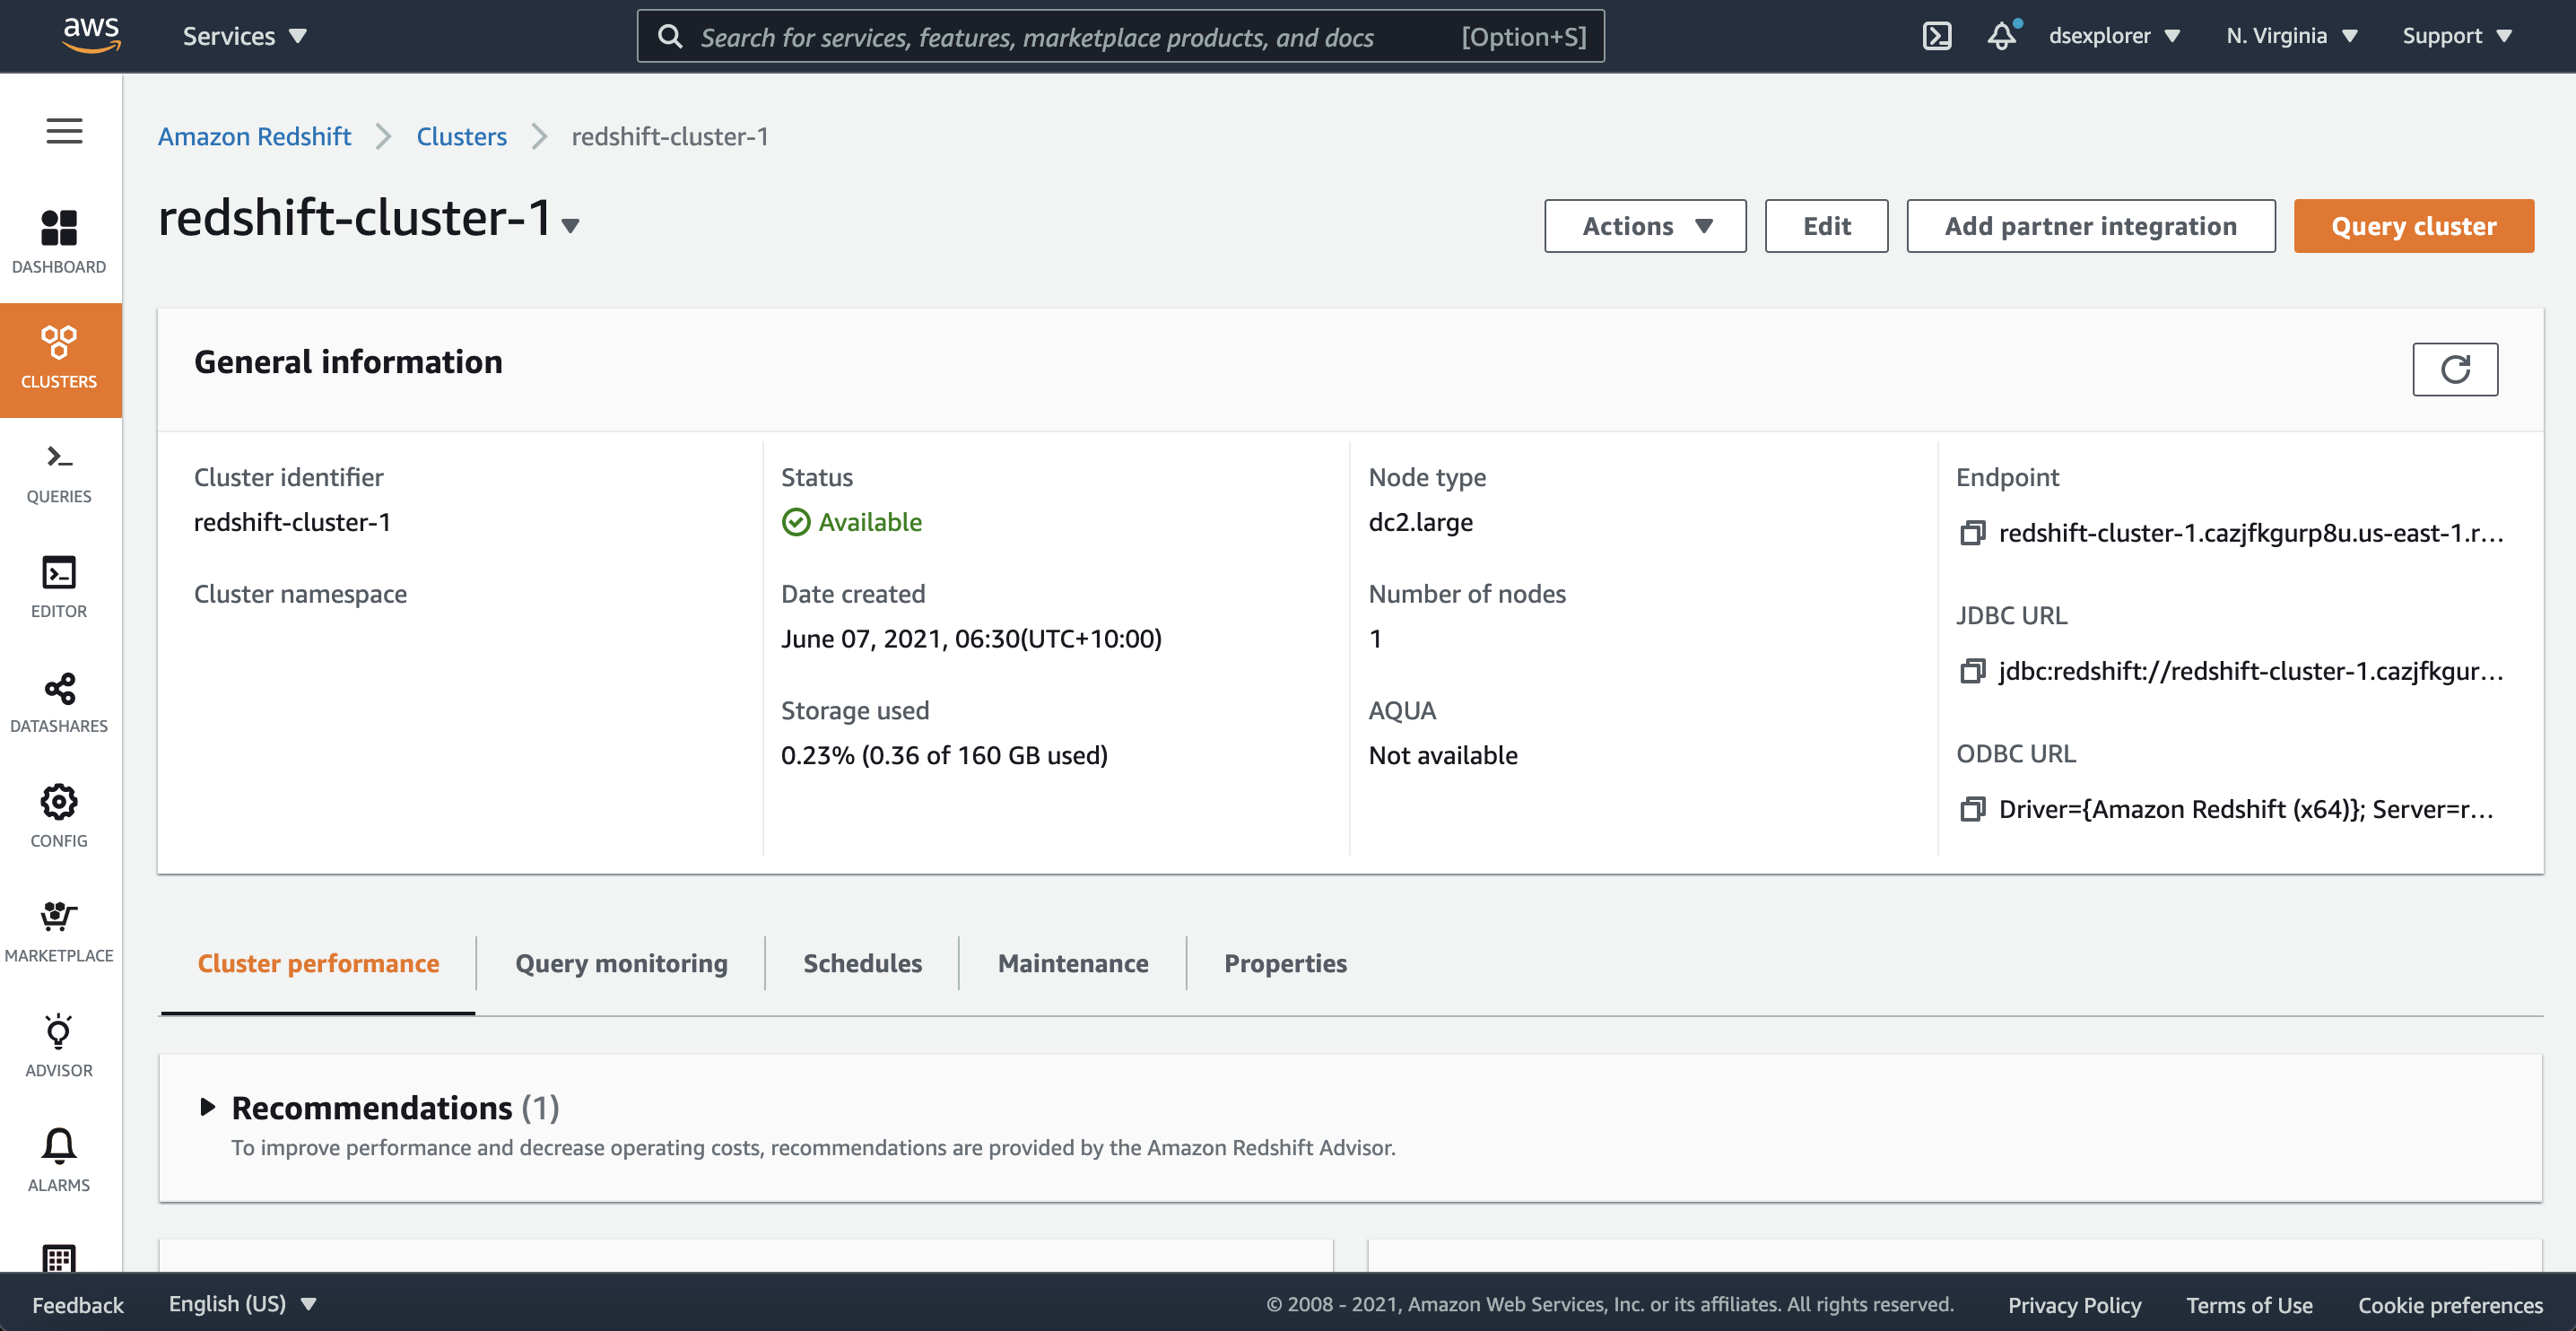 aws
Services
Search for services, features, marketplace products, and docs [Option+S]
dsexplorer
N. Virginia
Support
Amazon Redshift > Clusters > redshift-cluster-1
redshift-cluster-1
Actions
Edit
Add partner integration
Query cluster
DASHBOARD
CLUSTERS
QUERIES
EDITOR
DATASHARES
CONFIG
MARKETPLACE
ADVISOR
ALARMS
General information
Cluster identifier
redshift-cluster-1
Cluster namespace
Status
Available
Date created
June 07, 2021, 06:30(UTC+10:00)
Storage used
0.23% (0.36 of 160 GB used)
Node type
dc2.large
Number of nodes
1
AQUA
Not available
Endpoint
redshift-cluster-1.cazjfkgurp8u.us-east-1.r...
JDBC URL
jdbc:redshift://redshift-cluster-1.cazjfkgur...
ODBC URL
Driver={Amazon Redshift (x64)}; Server=r...
Cluster performance
Query monitoring
Schedules
Maintenance
Properties
Recommendations (1)
To improve performance and decrease operating costs, recommendations are provided by the Amazon Redshift Advisor.
Feedback
English (US)
© 2008 - 2021, Amazon Web Services, Inc. or its affiliates. All rights reserved.
Privacy Policy
Terms of Use
Cookie preferences